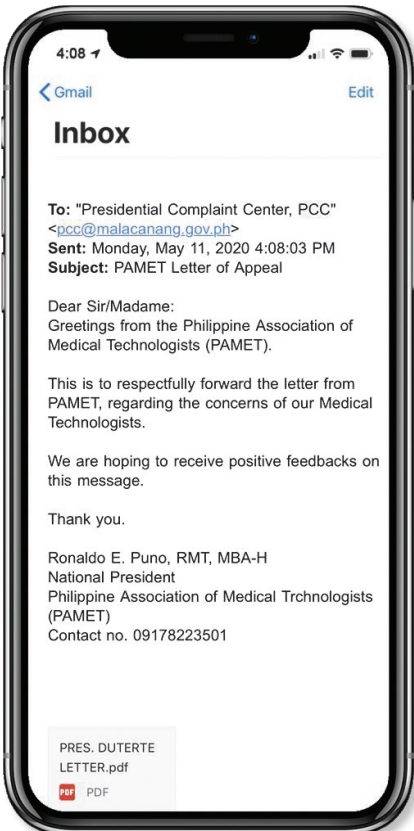 4:08
Gmail Edit
Inbox
To: "Presidential Complaint Center, PCC"
<pcc@malacanang.gov.ph>
Sent: Monday, May 11, 2020 4:08:03 PM
Subject: PAMET Letter of Appeal
Dear Sir/Madame:
Greetings from the Philippine Association of
Medical Technologists (PAMET).
This is to respectfully forward the letter from
PAMET, regarding the concerns of our Medical
Technologists.
We are hoping to receive positive feedbacks on
this message.
Thank you.
Ronaldo E. Puno, RMT, MBA-H
National President
Philippine Association of Medical Trchnologists
(PAMET)
Contact no. 09178223501
PRES. DUTERTE
LETTER.pdf
PDF PDF